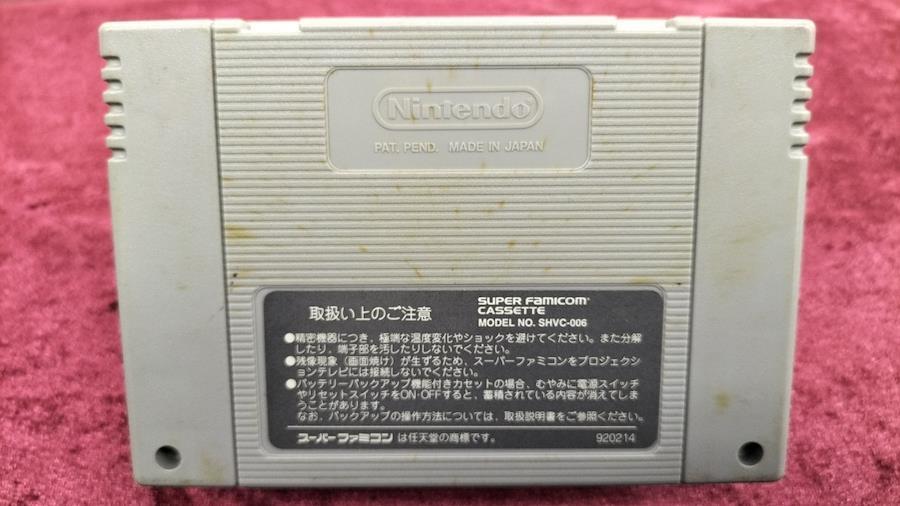 Nintendo
PAT. PEND. MADE IN JAPAN
取扱い上のご注意
SUPER FAMICOM
CASSETTE
MODEL NO. SHVC-006
●精密機器につき、極端な温度変化やショックを避けてください。また分解
したり、端子部を汚したりしないでください。
●残像現象（画面焼け）が生ずるため、スーパーファミコンをプロジェクシ
ョンテレビには接続しないでください。
●バッテリーバックアップ機能付きカセットの場合、むやみに電源スイッチ
やリセットスイッチをON・OFFすると、蓄積されている内容が消えてしま
うことがあります。
なお、バックアップの操作方法については、取扱説明書をご参照ください。
スーパーファミコンは任天堂の商標です。 920214